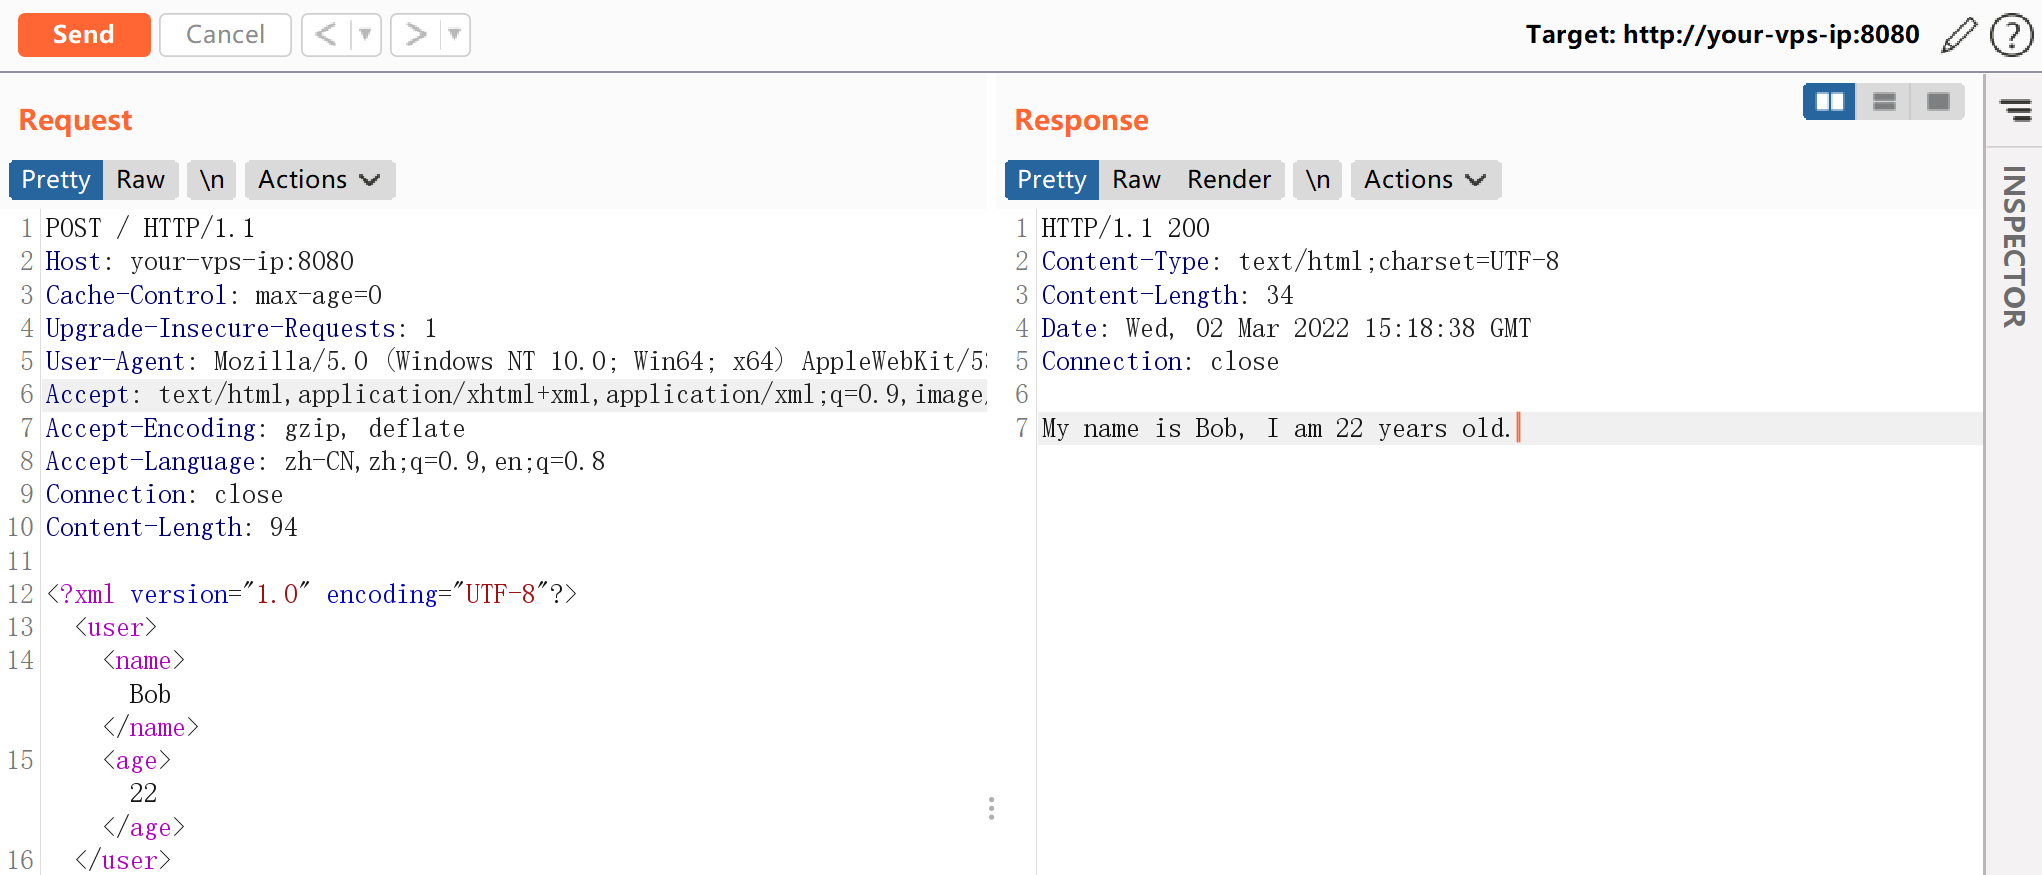 Send Cancel < > Target: http://your-vps-ip:8080 ?
Request
Pretty Raw \n Actions
1 POST / HTTP/1.1
2 Host: your-vps-ip:8080
3 Cache-Control: max-age=0
4 Upgrade-Insecure-Requests: 1
5 User-Agent: Mozilla/5.0 (Windows NT 10.0; Win64; x64) AppleWebKit/53
6 Accept: text/html,application/xhtml+xml,application/xml;q=0.9,image/
7 Accept-Encoding: gzip, deflate
8 Accept-Language: zh-CN,zh;q=0.9,en;q=0.8
9 Connection: close
10 Content-Length: 94
11
12 <?xml version="1.0" encoding="UTF-8"?>
13 <user>
14 <name>
Bob
</name>
15 <age>
22
</age>
16 </user>
Response
Pretty Raw Render \n Actions
1 HTTP/1.1 200
2 Content-Type: text/html;charset=UTF-8
3 Content-Length: 34
4 Date: Wed, 02 Mar 2022 15:18:38 GMT
5 Connection: close
6
7 My name is Bob, I am 22 years old.
INSPECTOR